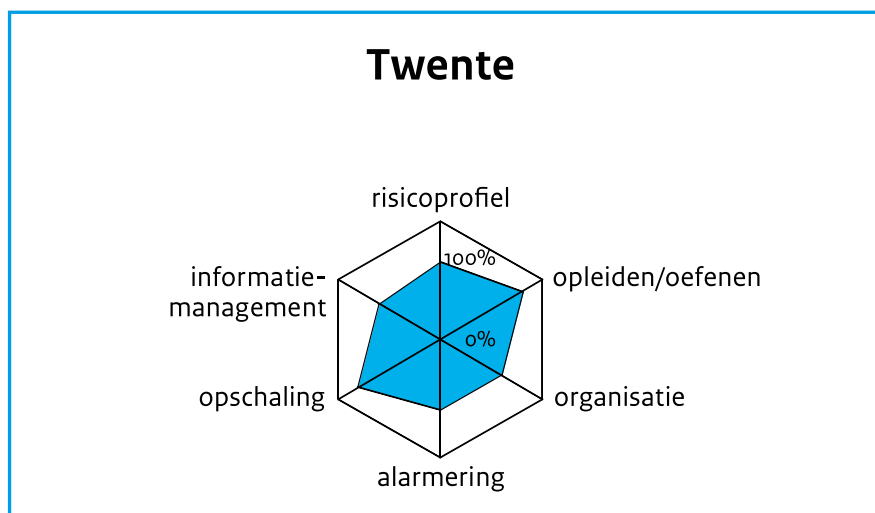 Twente
risicoprofiel
100%
informatie-
management
opleiden/oefenen
0%
opschaling
organisatie
alarmering